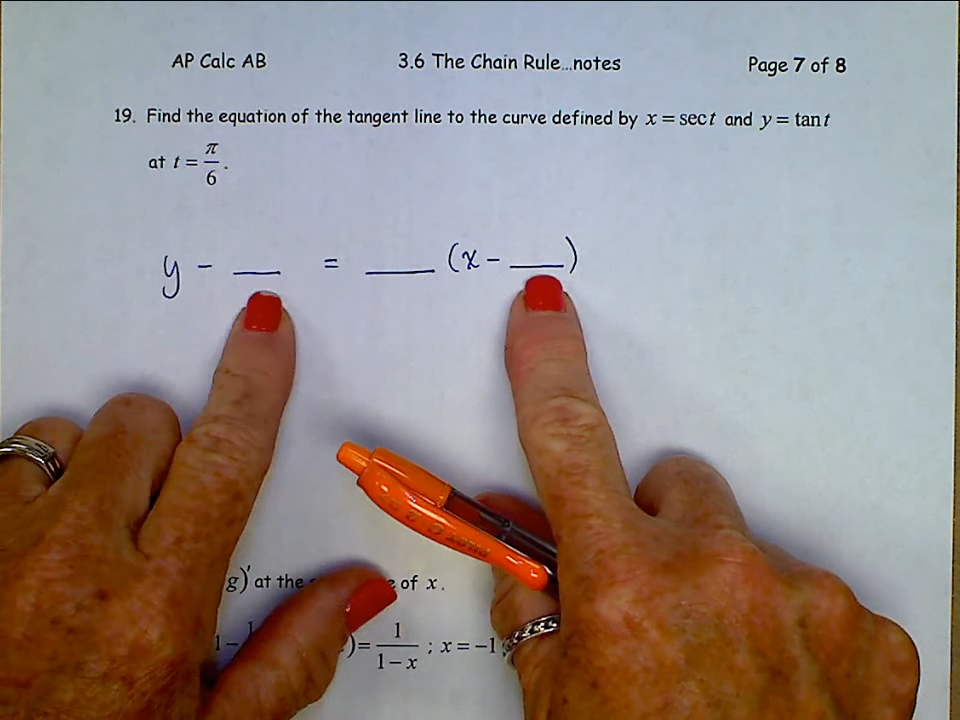 AP Calc AB 3.6 The Chain Rule…notes Page 7 of 8
19. Find the equation of the tangent line to the curve defined by x = sec t and y = tan t
at t = π/6 .
y - ___ = ___ (x - ___)
g)′ at the of x .
1 − )= 1/(1−x) ; x = −1